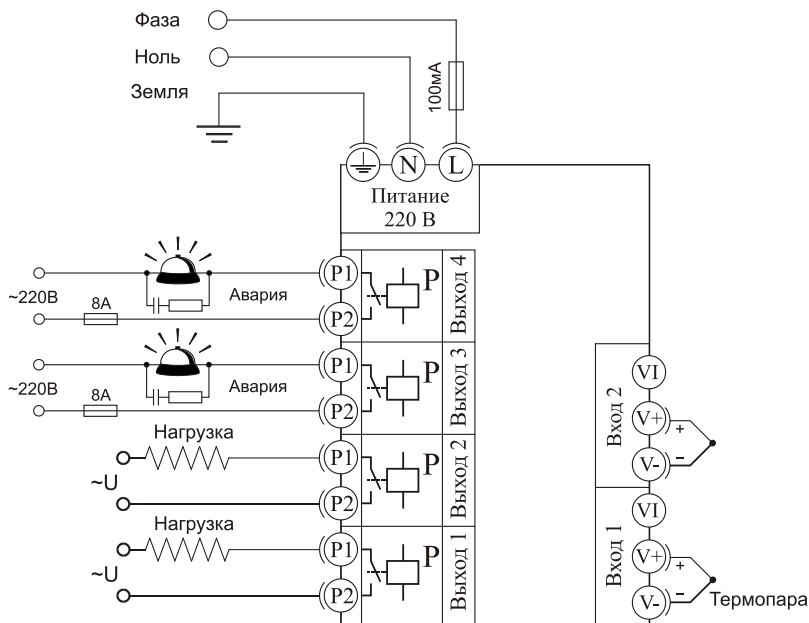 Фаза
Ноль
Земля
100мА
N
L
Питание
220 В
~220В
8А
Авария
P1
P2
Р
Выход 4
~220В
8А
Авария
P1
P2
Р
Выход 3
Нагрузка
~U
P1
P2
Р
Выход 2
Нагрузка
~U
P1
P2
Р
Выход 1
Вход 2
VI
V+
V-
+
−
Вход 1
VI
V+
V-
+
−
Термопара